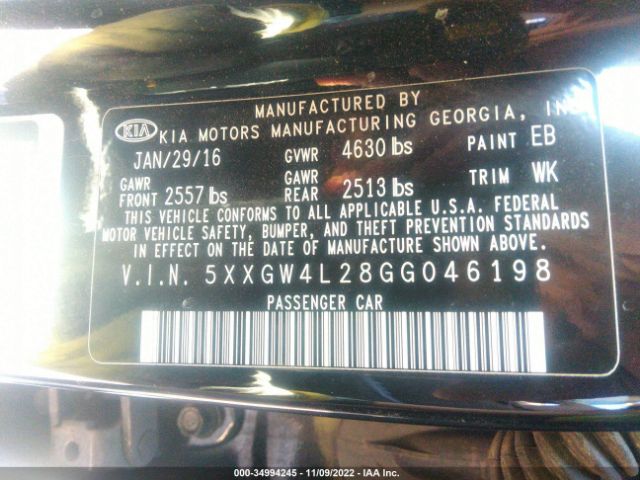 MANUFACTURED BY
KIA KIA MOTORS MANUFACTURING GEORGIA, IN
JAN/29/16 GVWR 4630 lbs PAINT EB
GAWR FRONT 2557 lbs GAWR REAR 2513 lbs TRIM WK
THIS VEHICLE CONFORMS TO ALL APPLICABLE U.S.A. FEDERAL
MOTOR VEHICLE SAFETY, BUMPER, AND THEFT PREVENTION STANDARDS
IN EFFECT ON THE DATE OF MANUFACTURE SHOWN ABOVE.
V.I.N. 5XXGW4L28GG046198
PASSENGER CAR
000-34994245 - 11/09/2022 - IAA Inc.